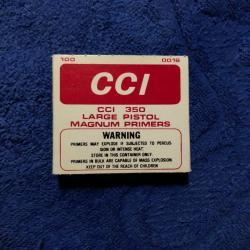 100 0016
CCI
CCI 350
LARGE PISTOL
MAGNUM PRIMERS
WARNING
PRIMERS MAY EXPLODE IF SUBJECTED TO PERCUS
SION OR INTENSE HEAT.
STORE IN THIS CONTAINER ONLY
PRIMERS IN BULK ARE CAPABLE OF MASS EXPLOSION
KEEP OUT OF THE REACH OF CHILDREN